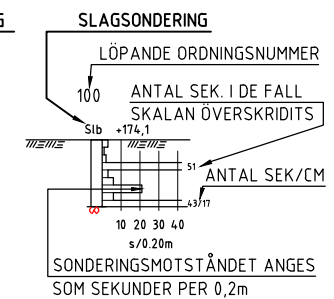 G
SLAGSONDERING
LÖPANDE ORDNINGSNUMMER
100
ANTAL SEK. I DE FALL
SKALAN ÖVERSKRIDITS
Slb +174,1
51
ANTAL SEK/CM
43/17
10 20 30 40
s/0.20m
SONDERINGSMOTSTÅNDET ANGES
SOM SEKUNDER PER 0,2m